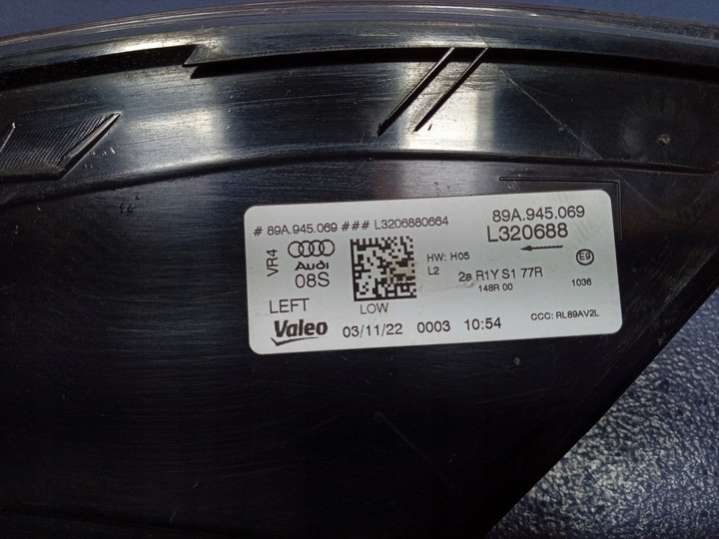 # 89A.945.069 ### L3206880664
89A.945.069
L320688
VR4
Audi
08S
HW: H05
L2
2a R1Y S1 77R
148R 00
E9
1036
LEFT
LOW
Valeo
03/11/22 0003 10:54
CCC: RL89AV2L